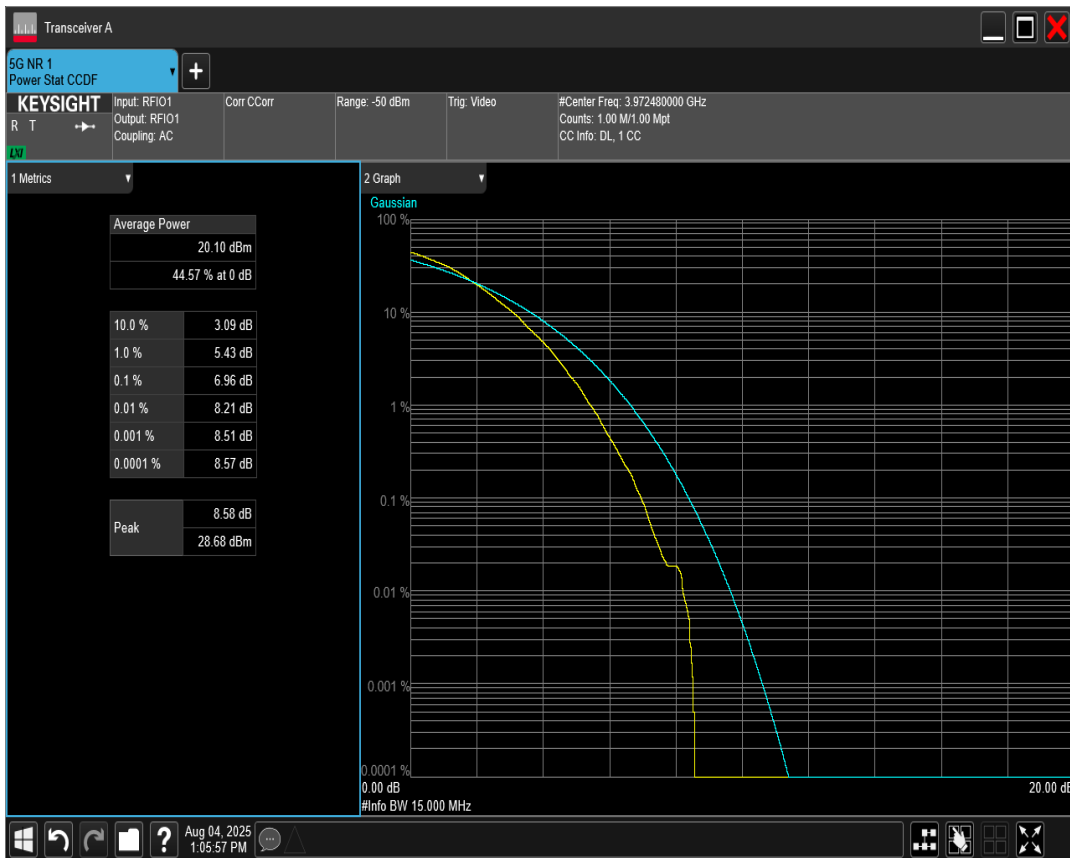 Transceiver A
5G NR 1
Power Stat CCDF
KEYSIGHT
R T
LXI
Input: RFIO1
Output: RFIO1
Coupling: AC
Corr CCorr
Range: -50 dBm
Trig: Video
#Center Freq: 3.972480000 GHz
Counts: 1.00 M/1.00 Mpt
CC Info: DL, 1 CC
1 Metrics
Average Power
20.10 dBm
44.57 % at 0 dB
10.0 % 3.09 dB
1.0 % 5.43 dB
0.1 % 6.96 dB
0.01 % 8.21 dB
0.001 % 8.51 dB
0.0001 % 8.57 dB
Peak
8.58 dB
28.68 dBm
2 Graph
Gaussian
100 %
10 %
1 %
0.1 %
0.01 %
0.001 %
0.0001 %
0.00 dB 20.00 dB
#Info BW 15.000 MHz
Aug 04, 2025
1:05:57 PM